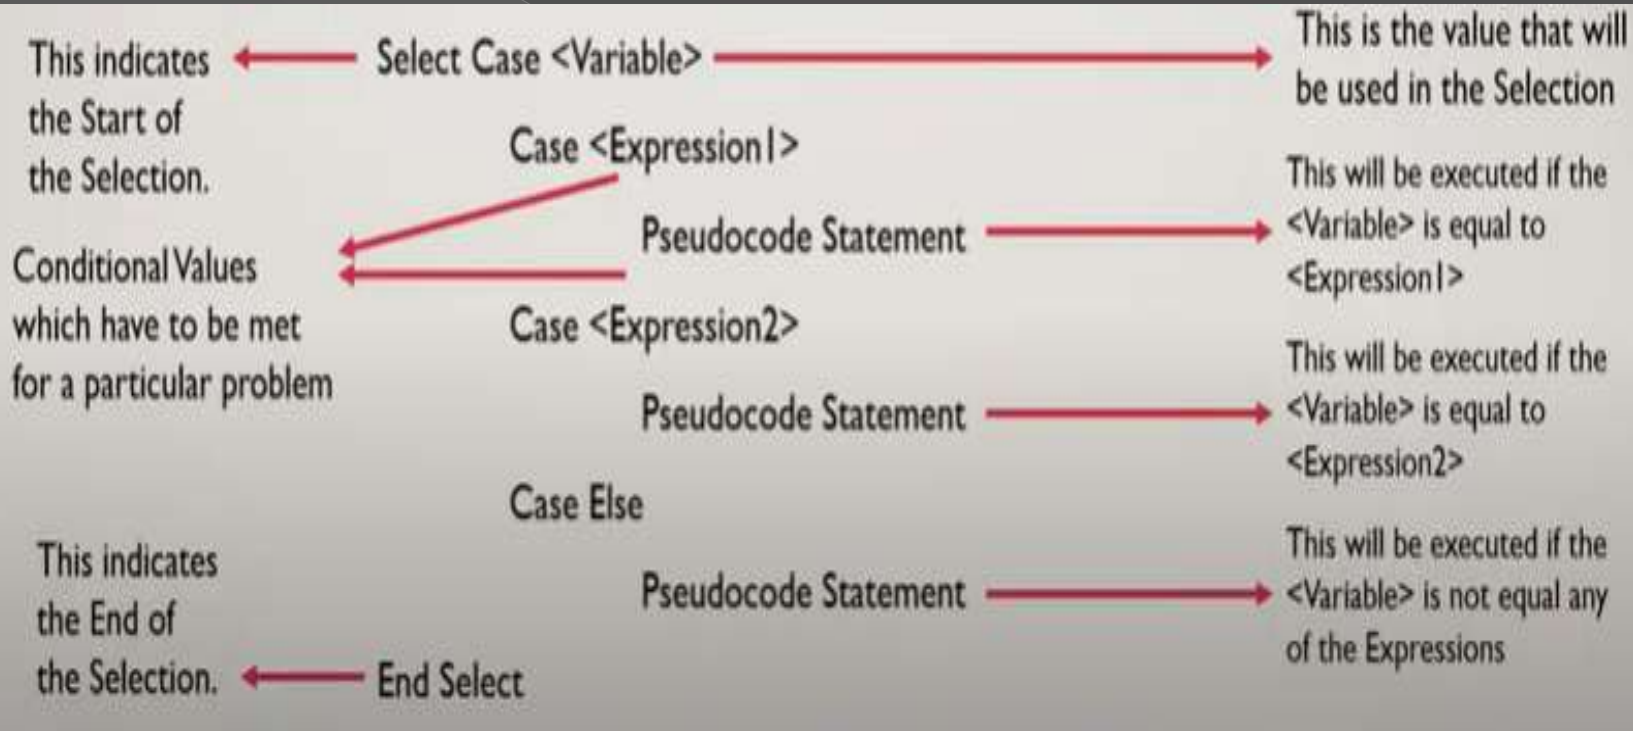 This indicates
the Start of
the Selection.
Select Case <Variable>
This is the value that will
be used in the Selection
Case <Expression1>
Conditional Values
which have to be met
for a particular problem
Pseudocode Statement
This will be executed if the
<Variable> is equal to
<Expression1>
Case <Expression2>
Pseudocode Statement
This will be executed if the
<Variable> is equal to
<Expression2>
Case Else
Pseudocode Statement
This will be executed if the
<Variable> is not equal any
of the Expressions
This indicates
the End of
the Selection.
End Select